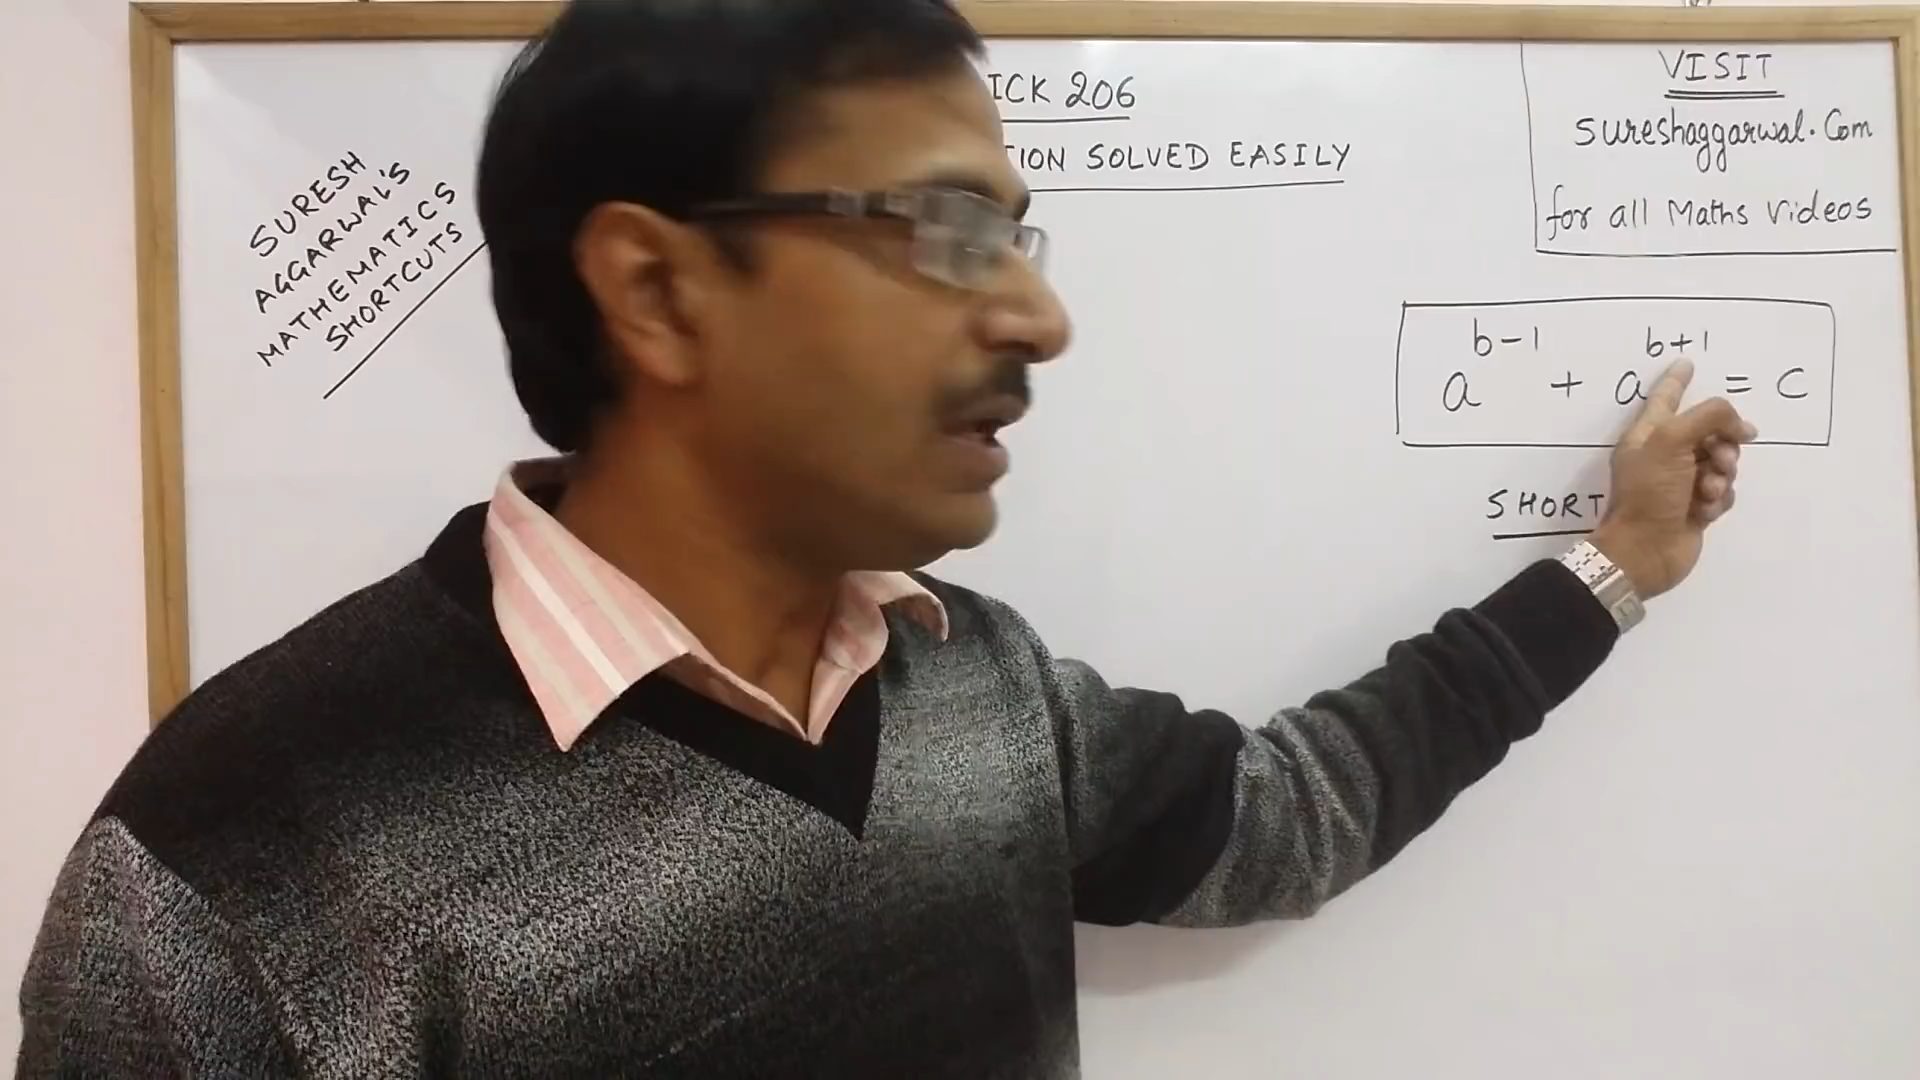 ICK 206
TION SOLVED EASILY
SURESH
AGGARWAL'S
MATHEMATICS
SHORTCUTS
VISIT
sureshaggarwal.com
for all Maths videos
a^{b-1} + a^{b+1} = c
SHORT